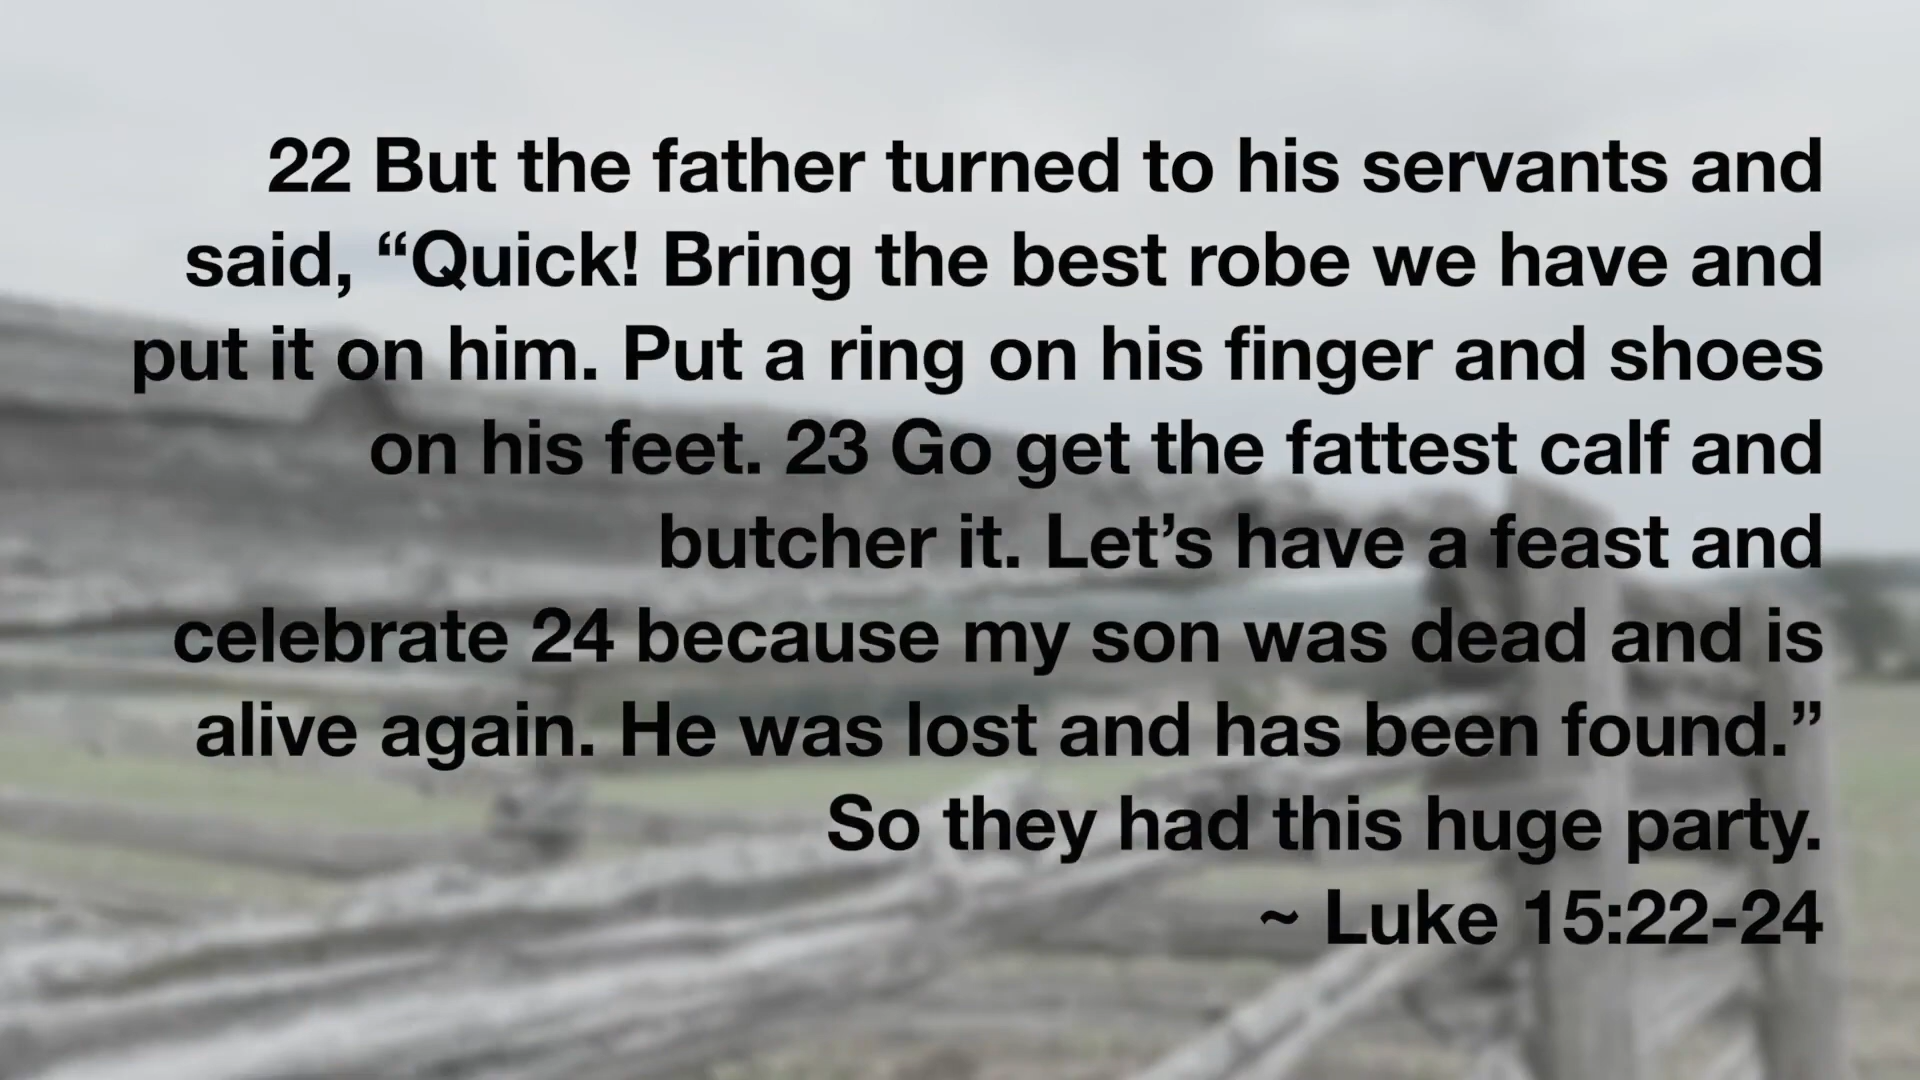 22 But the father turned to his servants and
said, “Quick! Bring the best robe we have and
put it on him. Put a ring on his finger and shoes
on his feet. 23 Go get the fattest calf and
butcher it. Let’s have a feast and
celebrate 24 because my son was dead and is
alive again. He was lost and has been found.”
So they had this huge party.
~ Luke 15:22-24